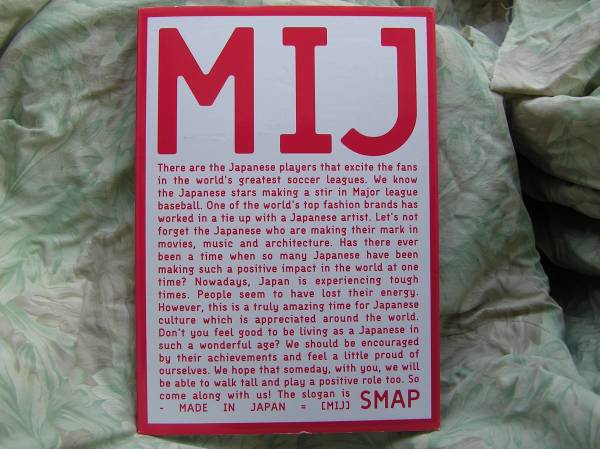 MIJ
There are the Japanese players that excite the fans
in the world's greatest soccer leagues. We know
the Japanese stars making a stir in Major league
baseball. One of the world's top fashion brands has
worked in a tie up with a Japanese artist. Let's not
forget the Japanese who are making their mark in
movies, music and architecture. Has there ever
been a time when so many Japanese have been
making such a positive impact in the world at one
time? Nowadays, Japan is experiencing tough
times. People seem to have lost their energy.
However, this is a truly amazing time for Japanese
culture which is appreciated around the world.
Don't you feel good to be living as a Japanese in
such a wonderful age? We should be encouraged
by their achievements and feel a little proud of
ourselves. We hope that someday, with you, we will
be able to walk tall and play a positive role too. So
come along with us! The slogan is
- MADE IN JAPAN = [MIJ] SMAP